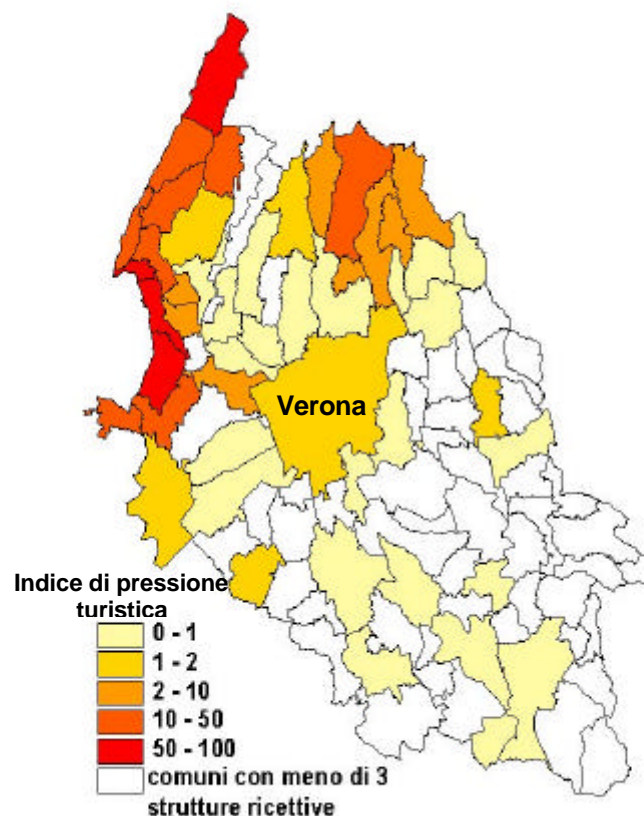 Verona
Indice di pressione
turistica
0 - 1
1 - 2
2 - 10
10 - 50
50 - 100
comuni con meno di 3
strutture ricettive